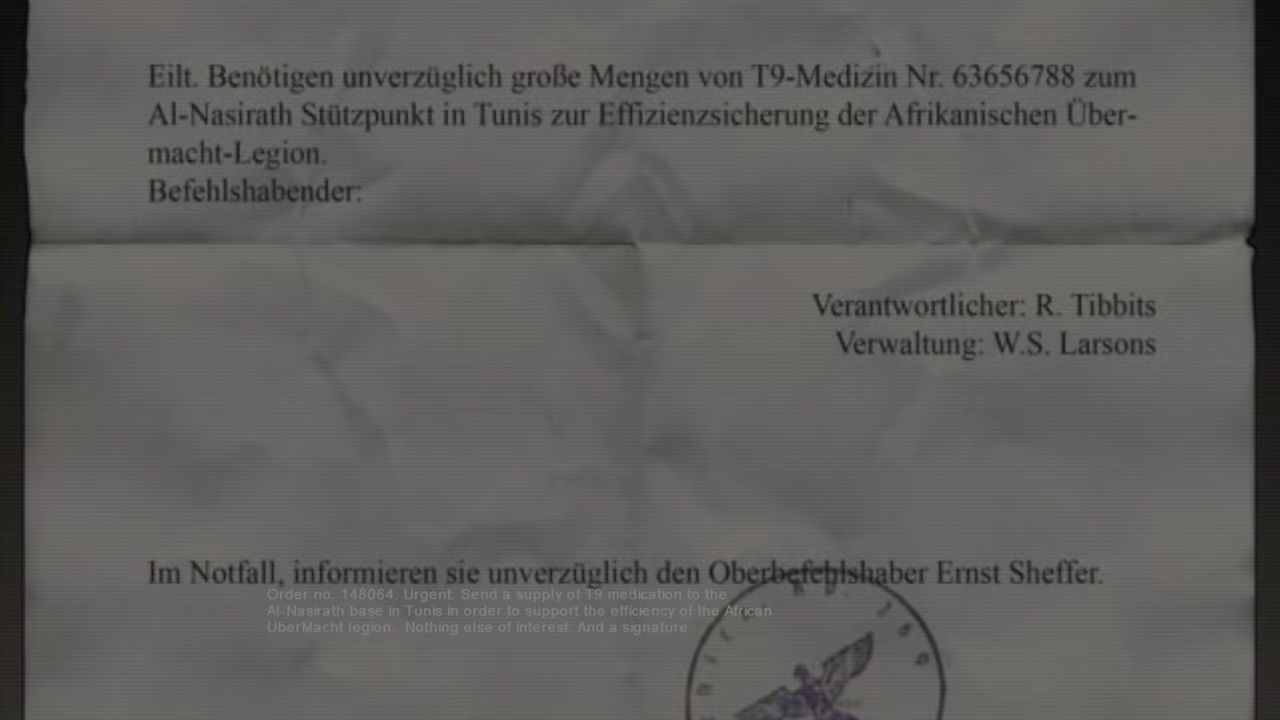 Eilt. Benötigen unverzüglich große Mengen von T9-Medizin Nr. 63656788 zum
Al-Nasirath Stützpunkt in Tunis zur Effizienzsicherung der Afrikanischen Über-
macht-Legion.
Befehlshabender:
Verantwortlicher: R. Tibbits
Verwaltung: W.S. Larsons
Im Notfall, informieren sie unverzüglich den Oberbefehlshaber Ernst Sheffer.
Order no. 148064. Urgent. Send a supply of T9 medication to the
Al-Nasirath base in Tunis in order to support the efficiency of the African
UberMacht legion. Nothing else of interest. And a signature ...